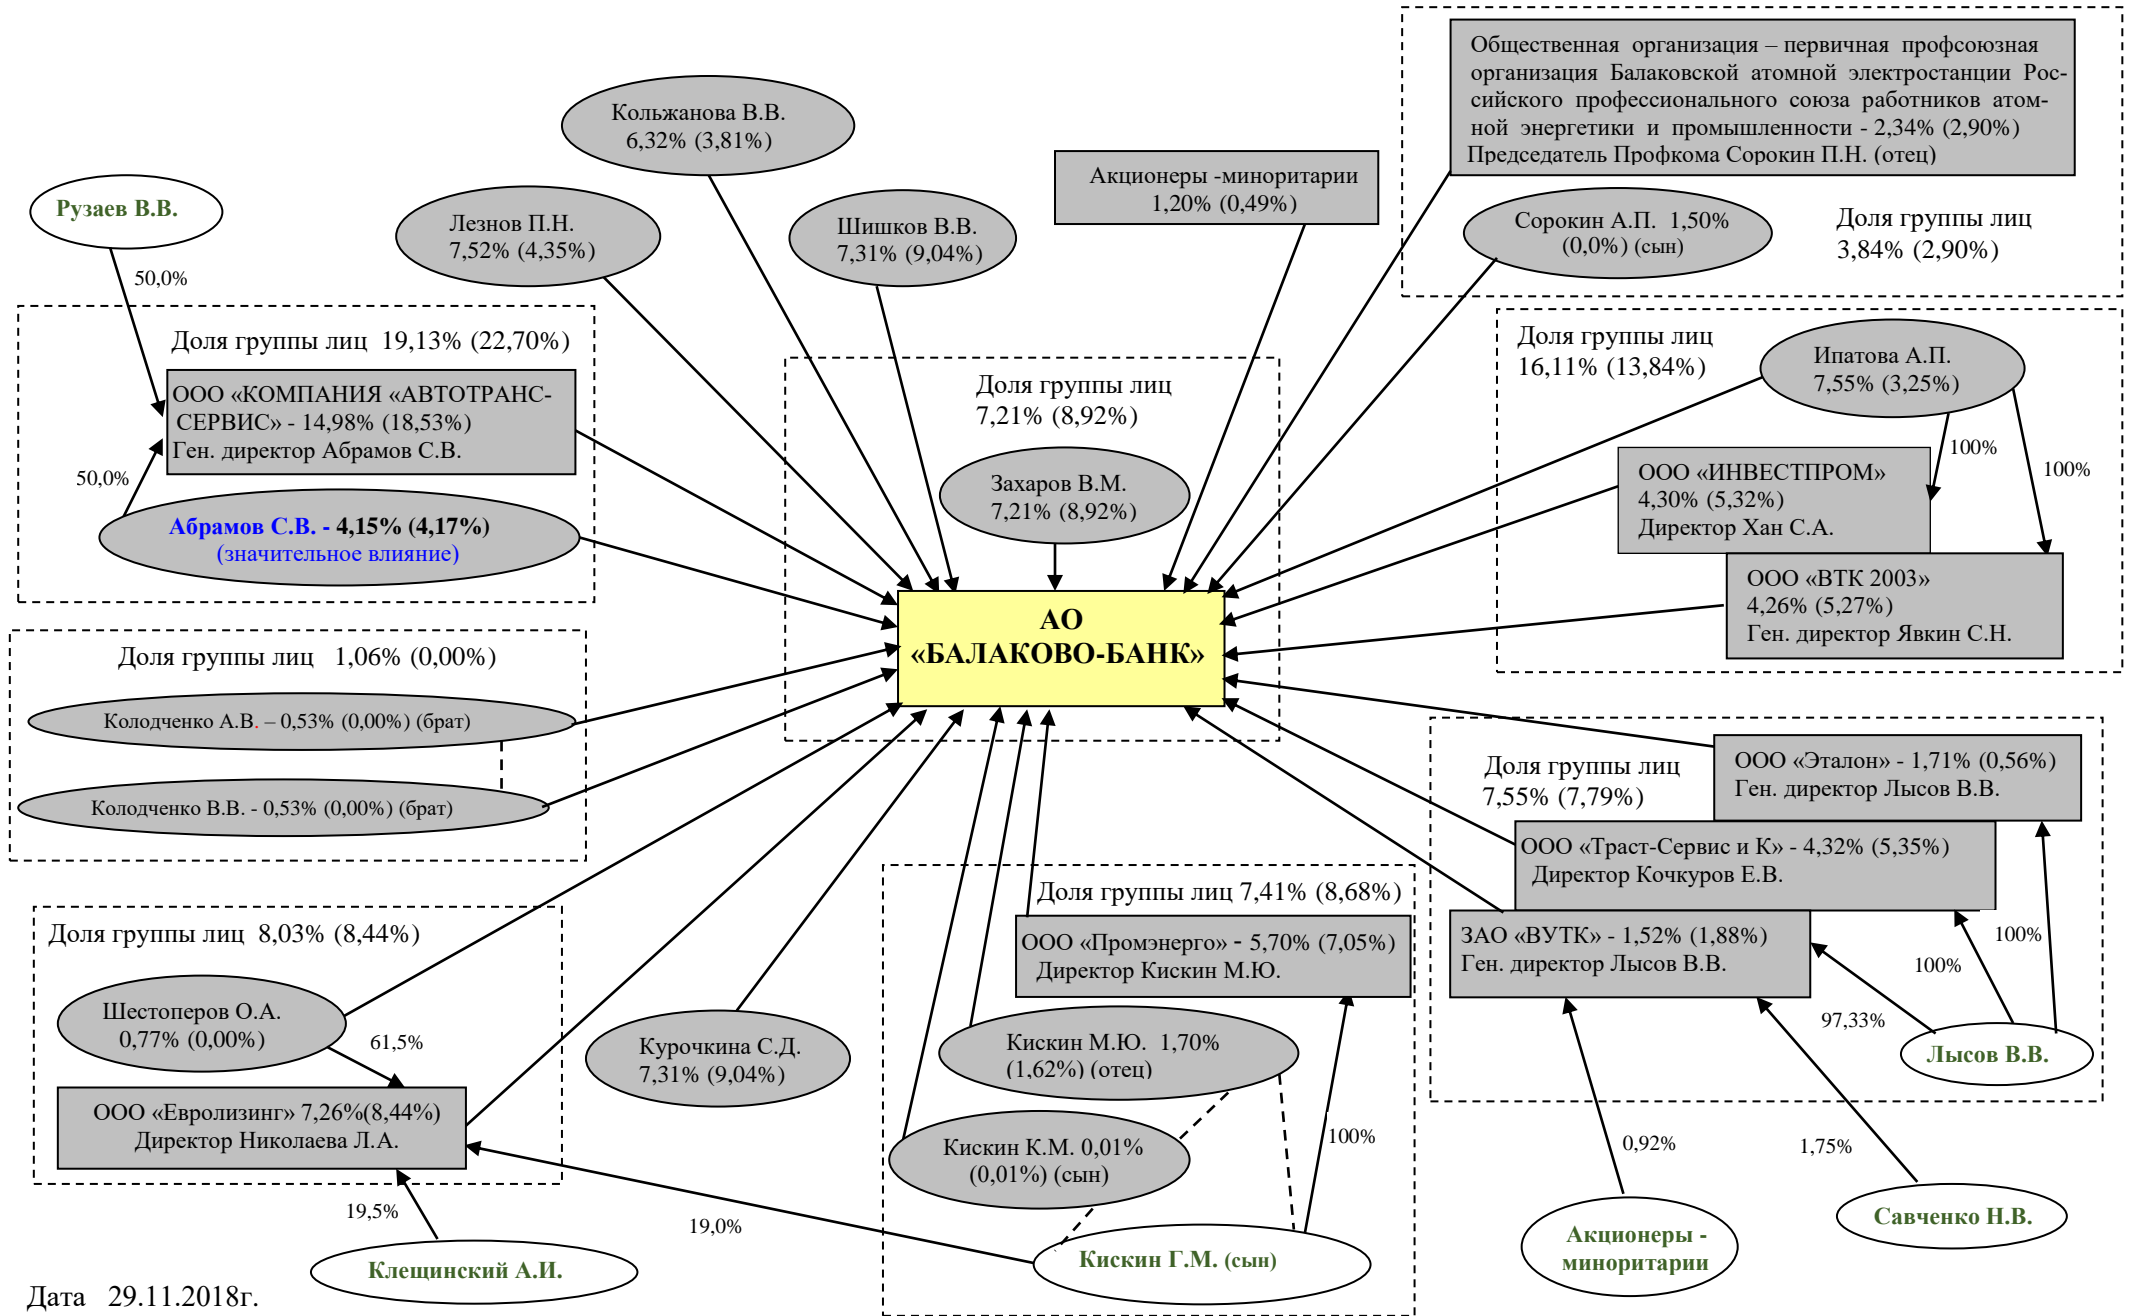 Общественная организация – первичная профсоюзная
организация Балаковской атомной электростанции Рос-
сийского профессионального союза работников атом-
ной энергетики и промышленности - 2,34% (2,90%)
Председатель Профкома Сорокин П.Н. (отец)
Кольжанова В.В.
6,32% (3,81%)
Акционеры -миноритарии
1,20% (0,49%)
Рузаев В.В.
Лезнов П.Н.
7,52% (4,35%)
Шишков В.В.
7,31% (9,04%)
Сорокин А.П. 1,50%
(0,0%) (сын)
Доля группы лиц
3,84% (2,90%)
50,0%
Доля группы лиц 19,13% (22,70%)
ООО «КОМПАНИЯ «АВТОТРАНС-
СЕРВИС» - 14,98% (18,53%)
Ген. директор Абрамов С.В.
50,0%
Абрамов С.В. - 4,15% (4,17%)
(значительное влияние)
Доля группы лиц
7,21% (8,92%)
Захаров В.М.
7,21% (8,92%)
Доля группы лиц
16,11% (13,84%)
Ипатова А.П.
7,55% (3,25%)
100%
100%
ООО «ИНВЕСТПРОМ»
4,30% (5,32%)
Директор Хан С.А.
ООО «ВТК 2003»
4,26% (5,27%)
Ген. директор Явкин С.Н.
АО
«БАЛАКОВО-БАНК»
Доля группы лиц 1,06% (0,00%)
Колодченко А.В. – 0,53% (0,00%) (брат)
Колодченко В.В. - 0,53% (0,00%) (брат)
Доля группы лиц
7,55% (7,79%)
ООО «Эталон» - 1,71% (0,56%)
Ген. директор Лысов В.В.
ООО «Траст-Сервис и К» - 4,32% (5,35%)
Директор Кочкуров Е.В.
ЗАО «ВУТК» - 1,52% (1,88%)
Ген. директор Лысов В.В.
100%
100%
97,33%
Лысов В.В.
Доля группы лиц 8,03% (8,44%)
Шестоперов О.А.
0,77% (0,00%)
61,5%
ООО «Евролизинг» 7,26%(8,44%)
Директор Николаева Л.А.
Курочкина С.Д.
7,31% (9,04%)
Доля группы лиц 7,41% (8,68%)
ООО «Промэнерго» - 5,70% (7,05%)
Директор Кискин М.Ю.
Кискин М.Ю. 1,70%
(1,62%) (отец)
Кискин К.М. 0,01%
(0,01%) (сын)
100%
0,92%
1,75%
19,5%
19,0%
Клещинский А.И.
Кискин Г.М. (сын)
Акционеры -
миноритарии
Савченко Н.В.
Дата 29.11.2018г.